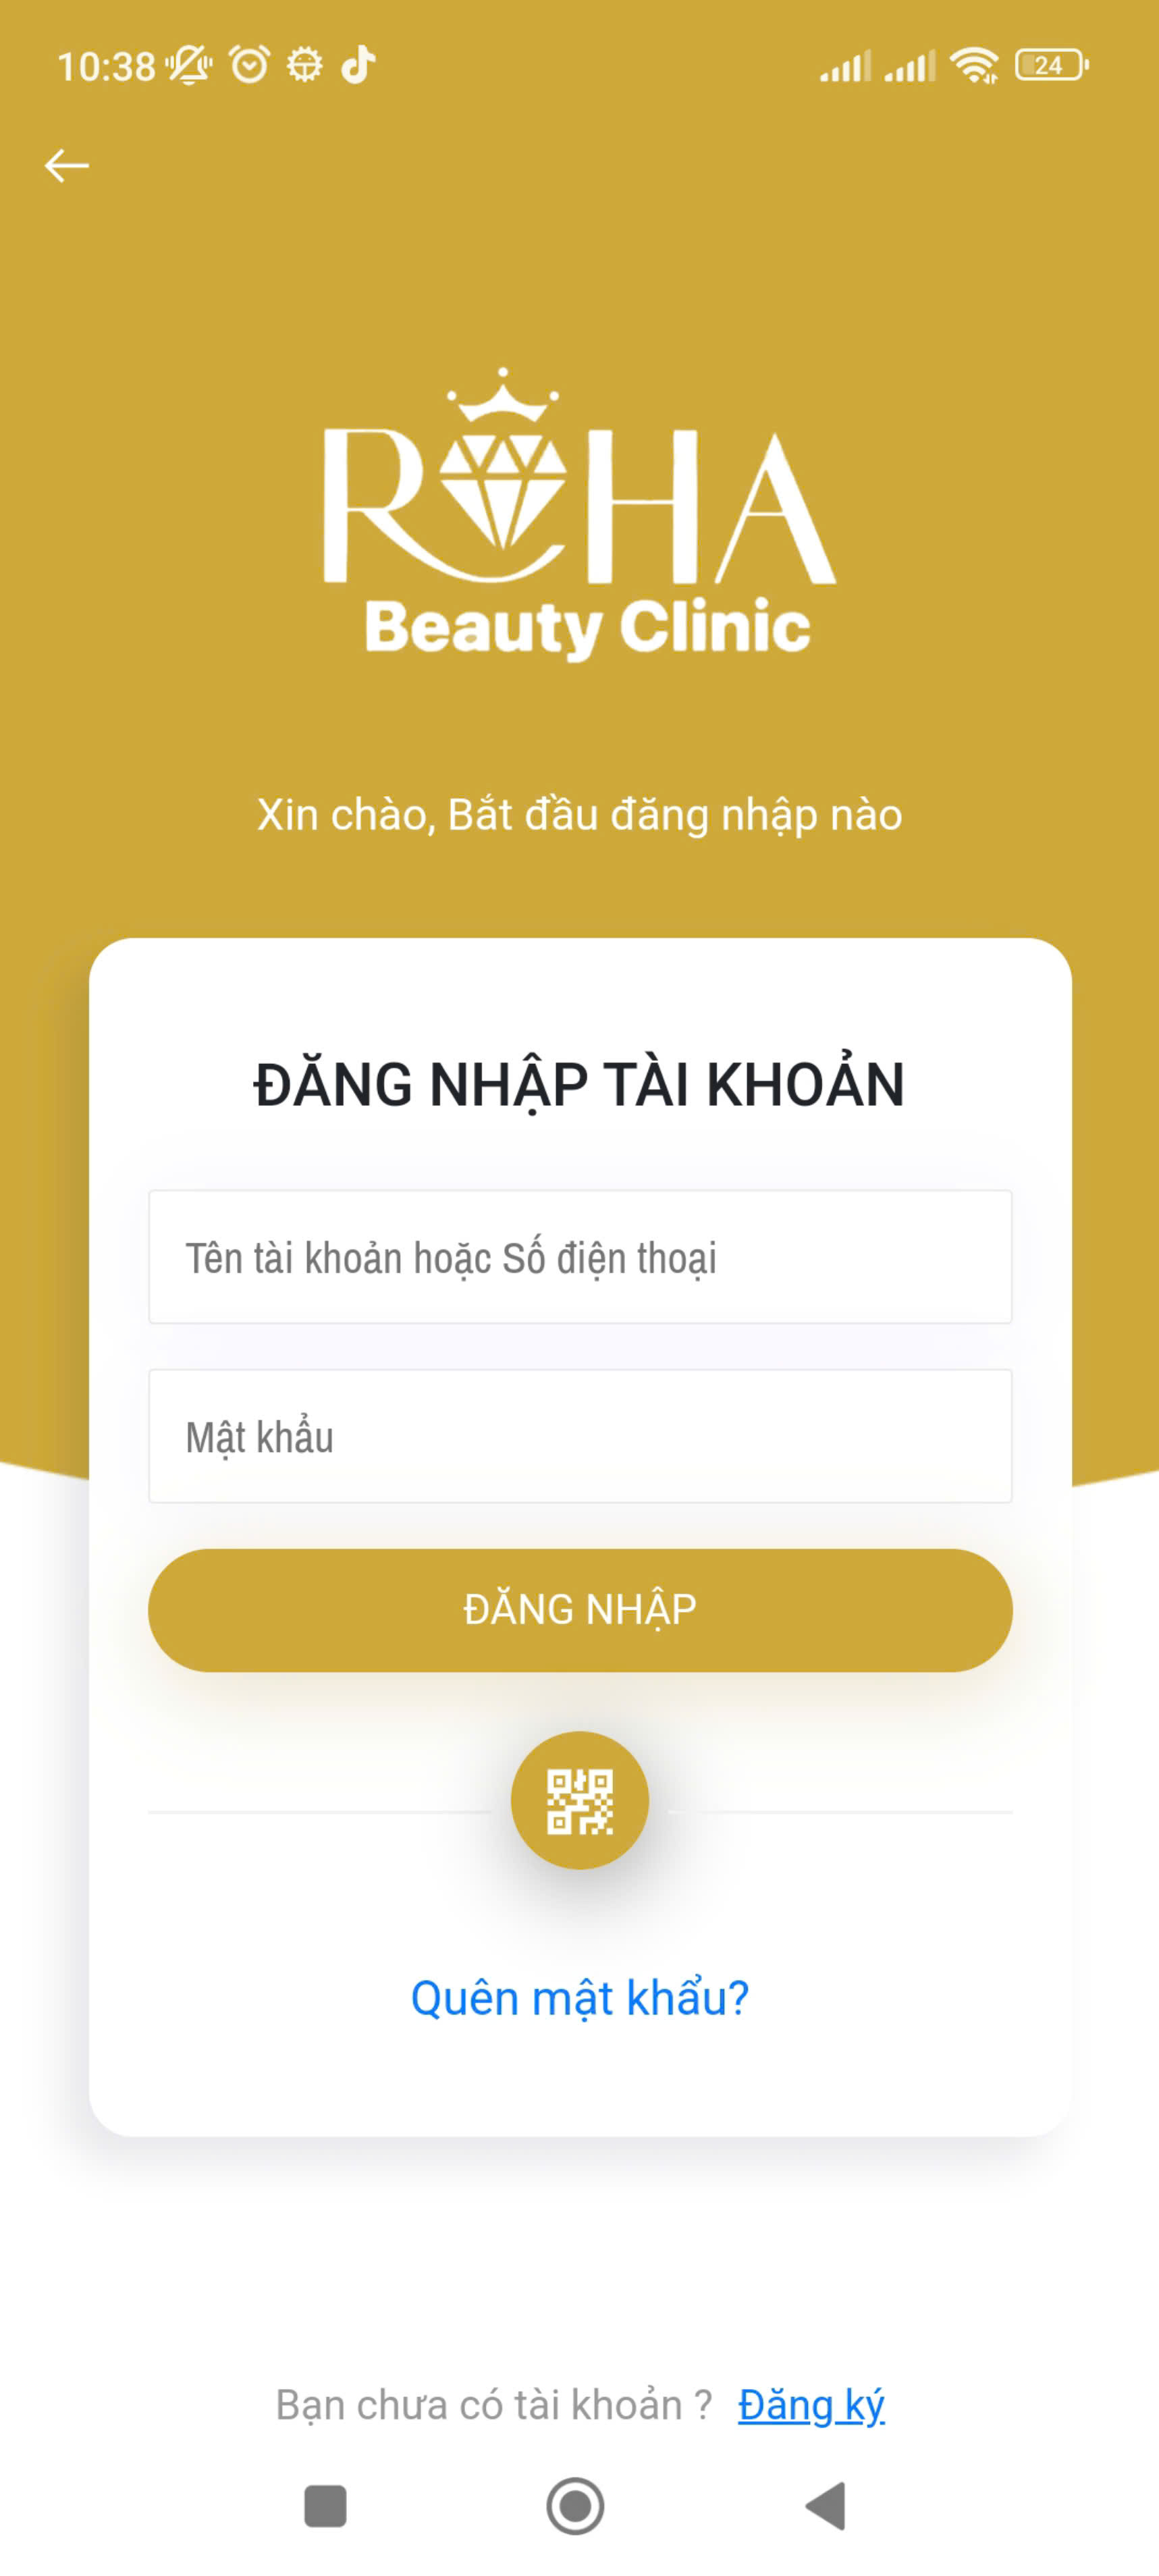 10:38
24
ROHA
Beauty Clinic
Xin chào, Bắt đầu đăng nhập nào
ĐĂNG NHẬP TÀI KHOẢN
Tên tài khoản hoặc Số điện thoại
Mật khẩu
ĐĂNG NHẬP
Quên mật khẩu?
Bạn chưa có tài khoản ? Đăng ký